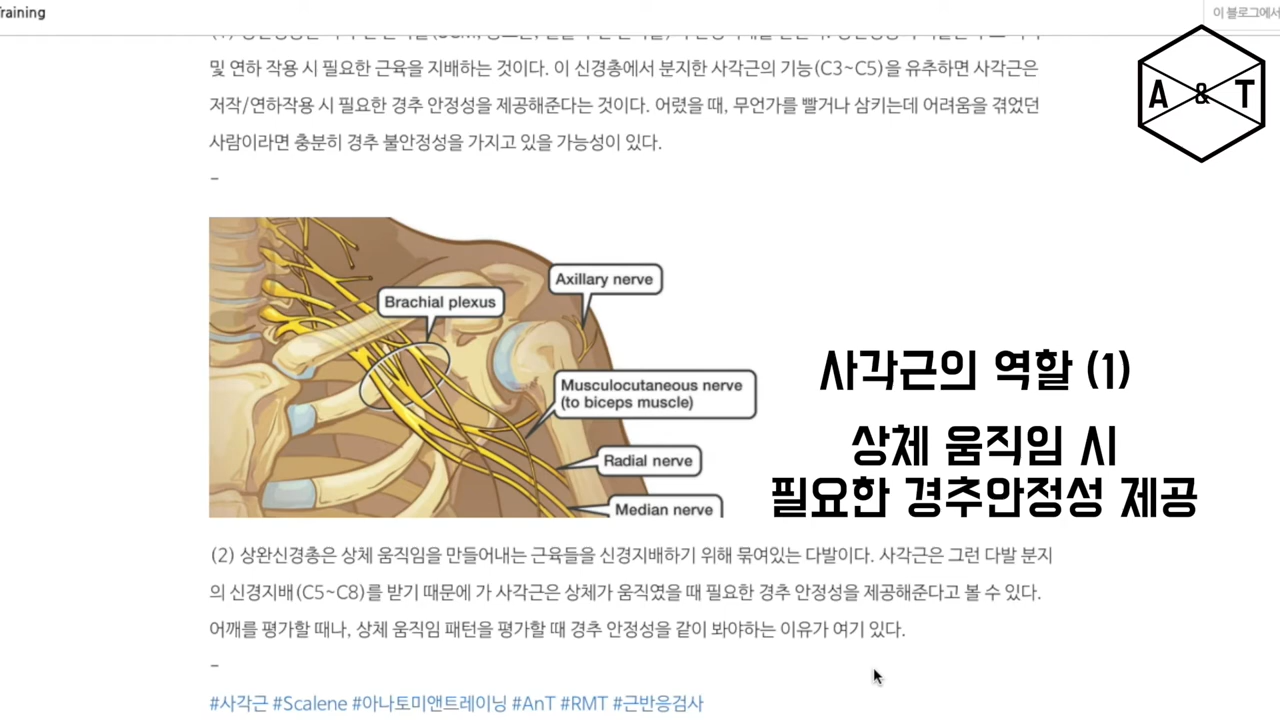 Training
이 블로그에서
및 연하 작용 시 필요한 근육을 지배하는 것이다. 이 신경총에서 분지한 사각근의 기능(C3~C5)을 유추하면 사각근은
저작/연하작용 시 필요한 경추 안정성을 제공해준다는 것이다. 어렸을 때, 무언가를 빨거나 삼키는데 어려움을 겪었던
사람이라면 충분히 경추 불안정성을 가지고 있을 가능성이 있다.
–
A & T
Axillary nerve
Brachial plexus
Musculocutaneous nerve
(to biceps muscle)
Radial nerve
Median nerve
사각근의 역할 (1)
상체 움직임 시
필요한 경추안정성 제공
(2) 상완신경총은 상체 움직임을 만들어내는 근육들을 신경지배하기 위해 묶여있는 다발이다. 사각근은 그런 다발 분지
의 신경지배(C5~C8)를 받기 때문에 가 사각근은 상체가 움직였을 때 필요한 경추 안정성을 제공해준다고 볼 수 있다.
어깨를 평가할 때나, 상체 움직임 패턴을 평가할 때 경추 안정성을 같이 봐야하는 이유가 여기 있다.
–
#사각근 #Scalene #아나토미앤트레이닝 #AnT #RMT #근반응검사